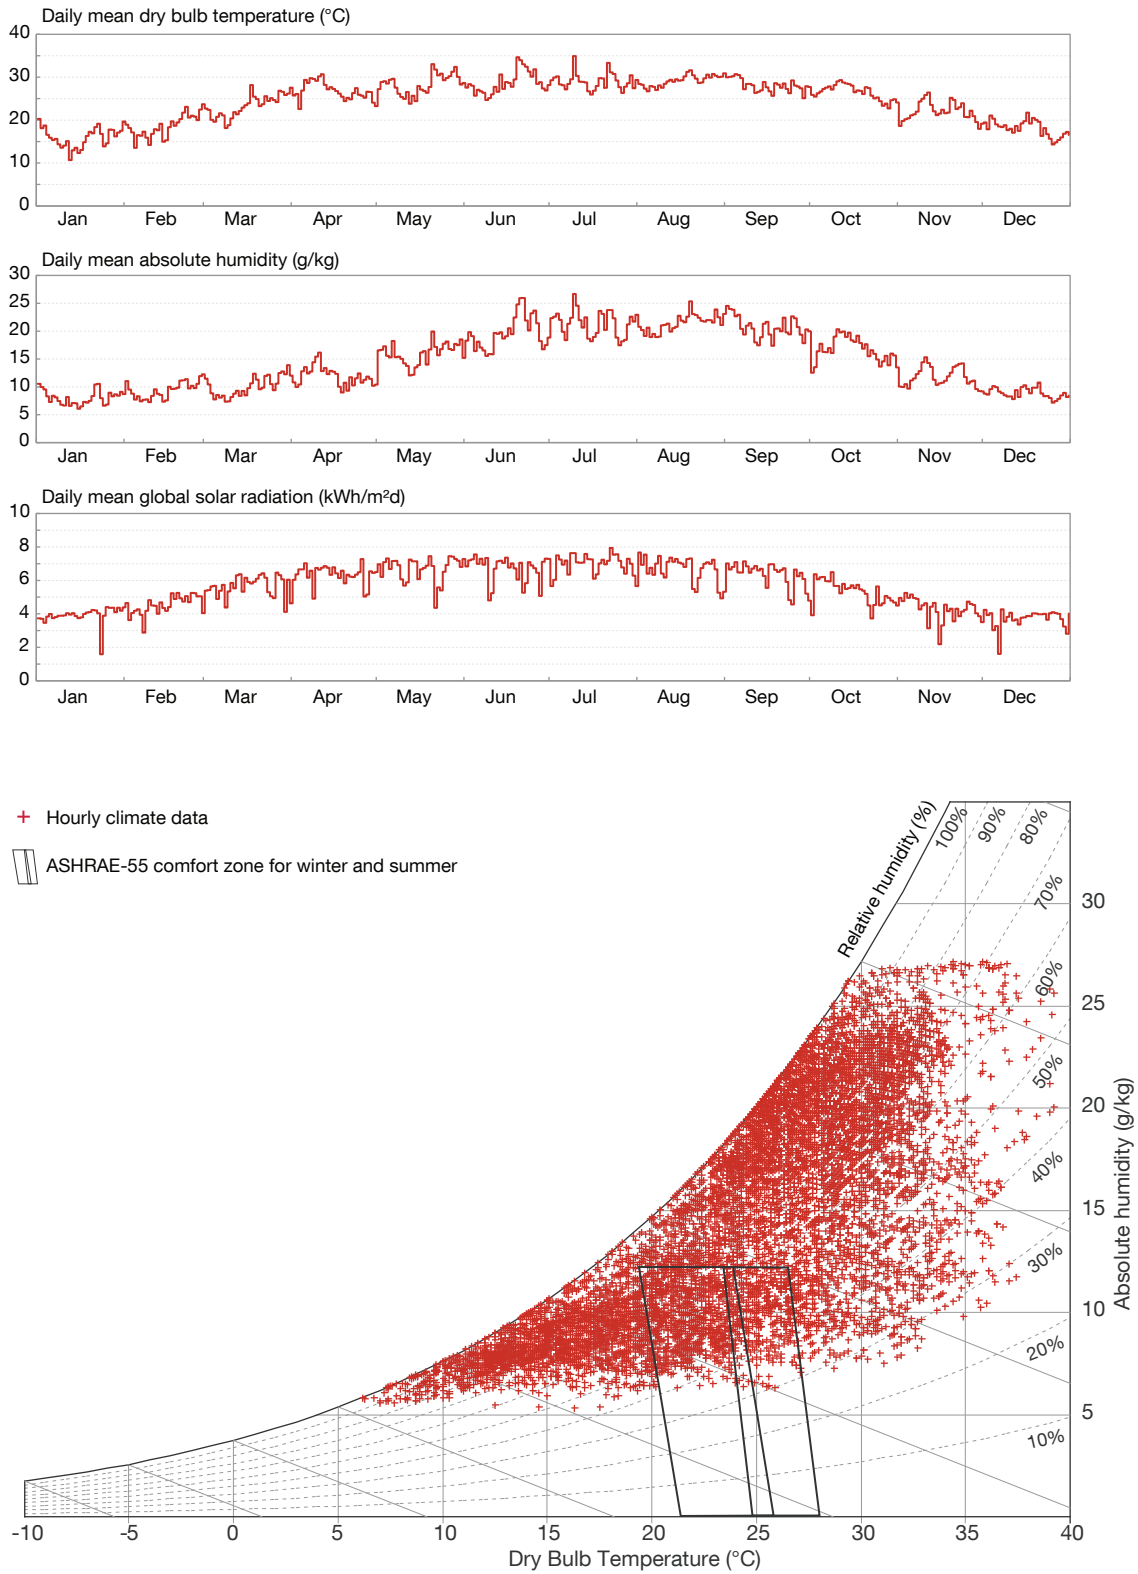 Daily mean dry bulb temperature (°C)
40
30
20
10
0
Jan Feb Mar Apr May Jun Jul Aug Sep Oct Nov Dec
Daily mean absolute humidity (g/kg)
30
25
20
15
10
5
0
Jan Feb Mar Apr May Jun Jul Aug Sep Oct Nov Dec
Daily mean global solar radiation (kWh/m²d)
10
8
6
4
2
0
Jan Feb Mar Apr May Jun Jul Aug Sep Oct Nov Dec
Hourly climate data
ASHRAE-55 comfort zone for winter and summer
Relative humidity (%)
100%
90%
80%
70%
60%
50%
40%
30%
20%
10%
30
25
20
15
10
5
Absolute humidity (g/kg)
-10 -5 0 5 10 15 20 25 30 35 40
Dry Bulb Temperature (°C)